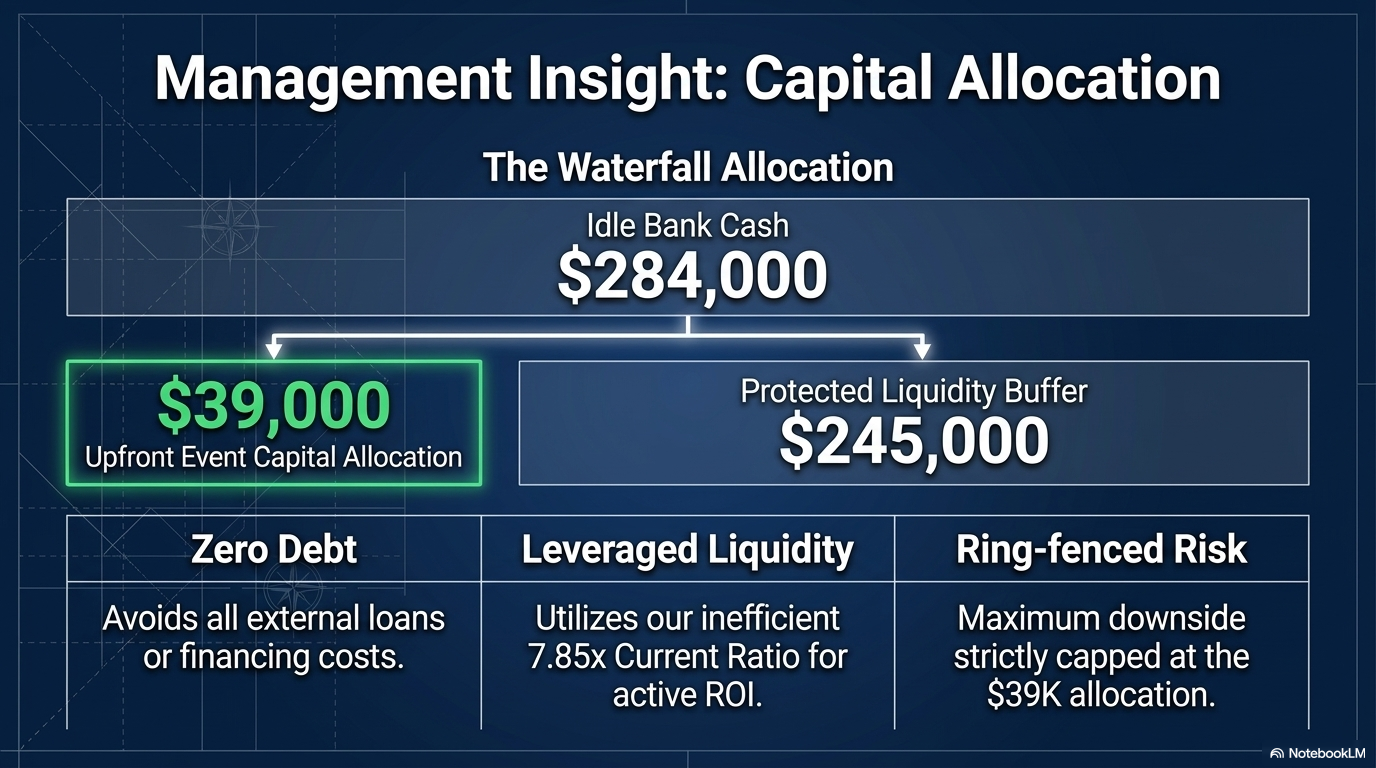 Management Insight: Capital Allocation
The Waterfall Allocation
Idle Bank Cash
$284,000
$39,000
Upfront Event Capital Allocation
Protected Liquidity Buffer
$245,000
Zero Debt
Avoids all external loans
or financing costs.
Leveraged Liquidity
Utilizes our inefficient
7.85x Current Ratio for
active ROI.
Ring-fenced Risk
Maximum downside
strictly capped at the
$39K allocation.
NotebookLM